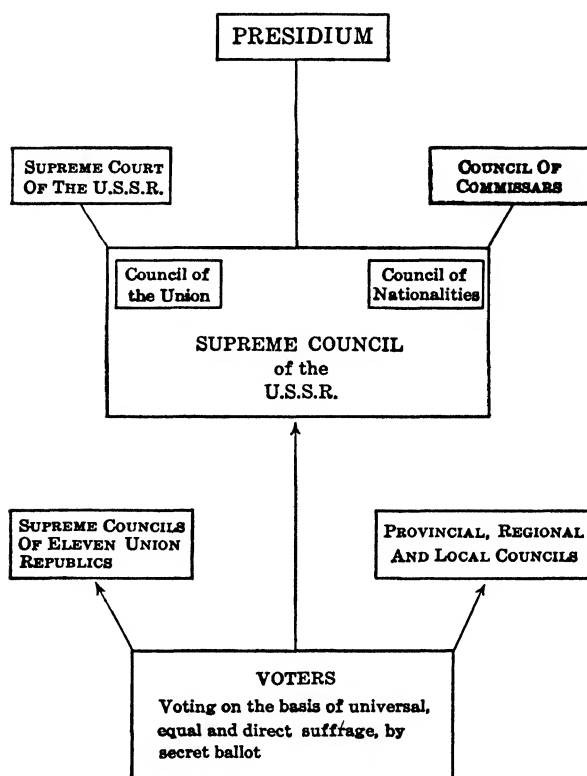 PRESIDIUM
SUPREME COURT
OF THE U.S.S.R.
COUNCIL OF
COMMISSARS
Council of
the Union
Council of
Nationalities
SUPREME COUNCIL
of the
U.S.S.R.
SUPREME COUNCILS
OF ELEVEN UNION
REPUBLICS
PROVINCIAL, REGIONAL
AND LOCAL COUNCILS
VOTERS
Voting on the basis of universal,
equal and direct suffrage, by
secret ballot